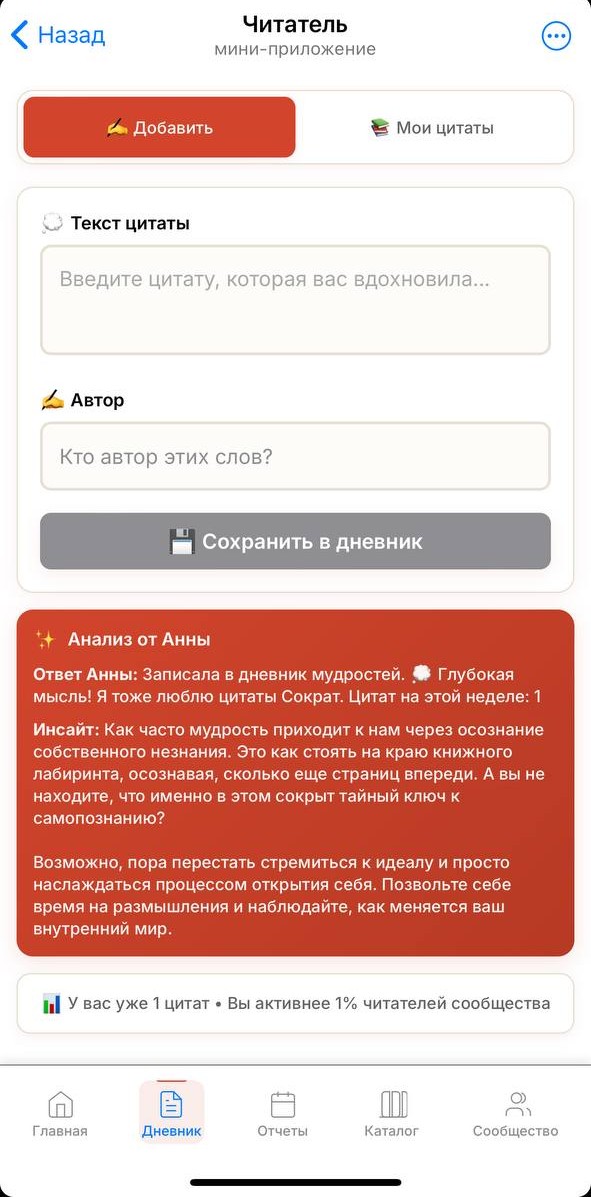 Назад
Читатель
мини-приложение
✍️ Добавить
📚 Мои цитаты
💭 Текст цитаты
Введите цитату, которая вас вдохновила...
✍️ Автор
Кто автор этих слов?
💾 Сохранить в дневник
✨ Анализ от Анны
Ответ Анны: Записала в дневник мудростей. 💭 Глубокая
мысль! Я тоже люблю цитаты Сократ. Цитат на этой неделе: 1
Инсайт: Как часто мудрость приходит к нам через осознание
собственного незнания. Это как стоять на краю книжного
лабиринта, осознавая, сколько еще страниц впереди. А вы не
находите, что именно в этом сокрыт тайный ключ к
самопознанию?
Возможно, пора перестать стремиться к идеалу и просто
наслаждаться процессом открытия себя. Позвольте себе
время на размышления и наблюдайте, как меняется ваш
внутренний мир.
📊 У вас уже 1 цитат • Вы активнее 1% читателей сообщества
Главная
Дневник
Отчеты
Каталог
Сообщество